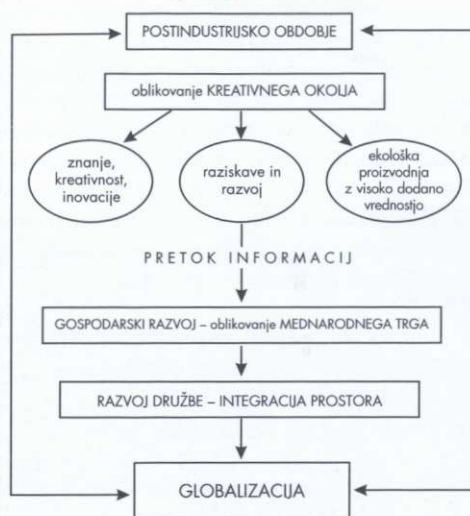 POSTINDUSTRIJSKO OBDOBJE
oblikovanje KREATIVNEGA OKOLJA
znanje,
kreativnost,
inovacije
raziskave in
razvoj
ekološka
proizvodnja
z visoko dodano
vrednostjo
PRETOK INFORMACIJ
GOSPODARSKI RAZVOJ – oblikovanje MEDNARODNEGA TRGA
RAZVOJ DRUŽBE – INTEGRACIJA PROSTORA
GLOBALIZACIJA